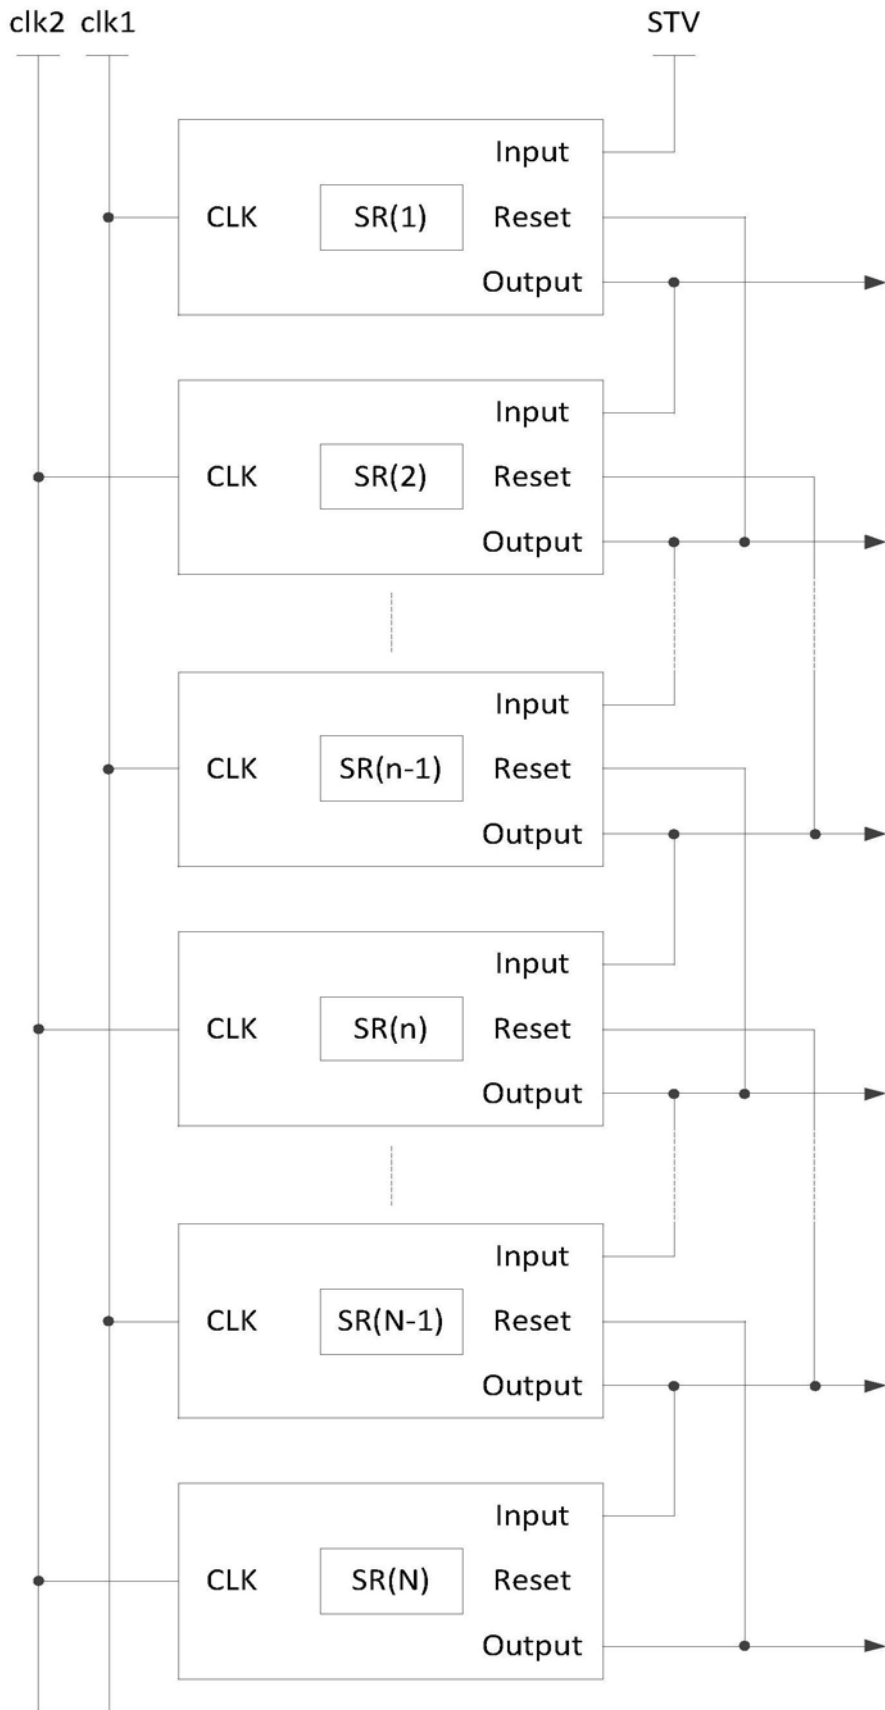 clk2 clk1 STV
Input
CLK SR(1) Reset
Output
Input
CLK SR(2) Reset
Output
Input
CLK SR(n-1) Reset
Output
Input
CLK SR(n) Reset
Output
Input
CLK SR(N-1) Reset
Output
Input
CLK SR(N) Reset
Output